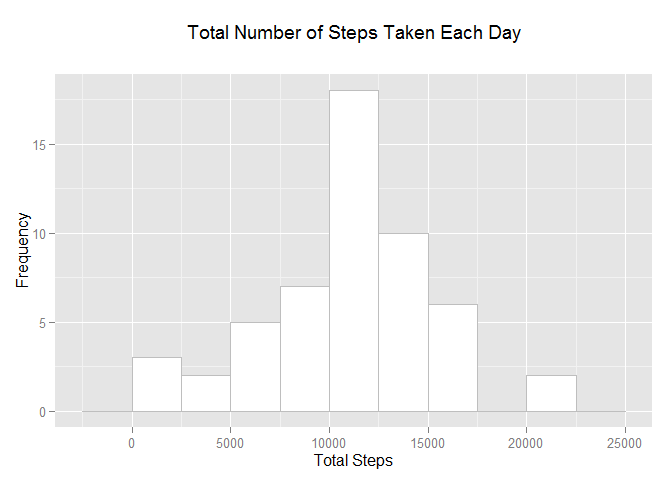 Total Number of Steps Taken Each Day
Frequency
15
10
5
0
0 5000 10000 15000 20000 25000
Total Steps